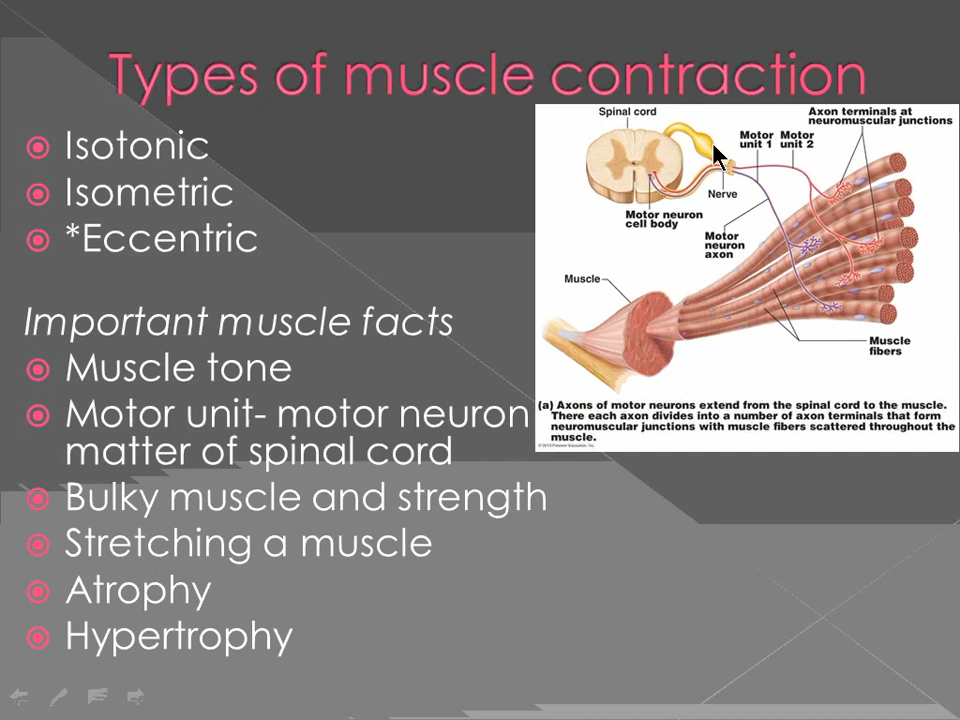 Types of muscle contraction
Isotonic
Isometric
*Eccentric
Important muscle facts
Muscle tone
Motor unit- motor neuron
matter of spinal cord
Bulky muscle and strength
Stretching a muscle
Atrophy
Hypertrophy
Spinal cord
Axon terminals at
neuromuscular junctions
Motor
unit 1
Motor
unit 2
Nerve
Motor neuron
cell body
Motor
neuron
axon
Muscle
Muscle
fibers
(a) Axons of motor neurons extend from the spinal cord to the muscle.
There each axon divides into a number of axon terminals that form
neuromuscular junctions with muscle fibers scattered throughout the
muscle.